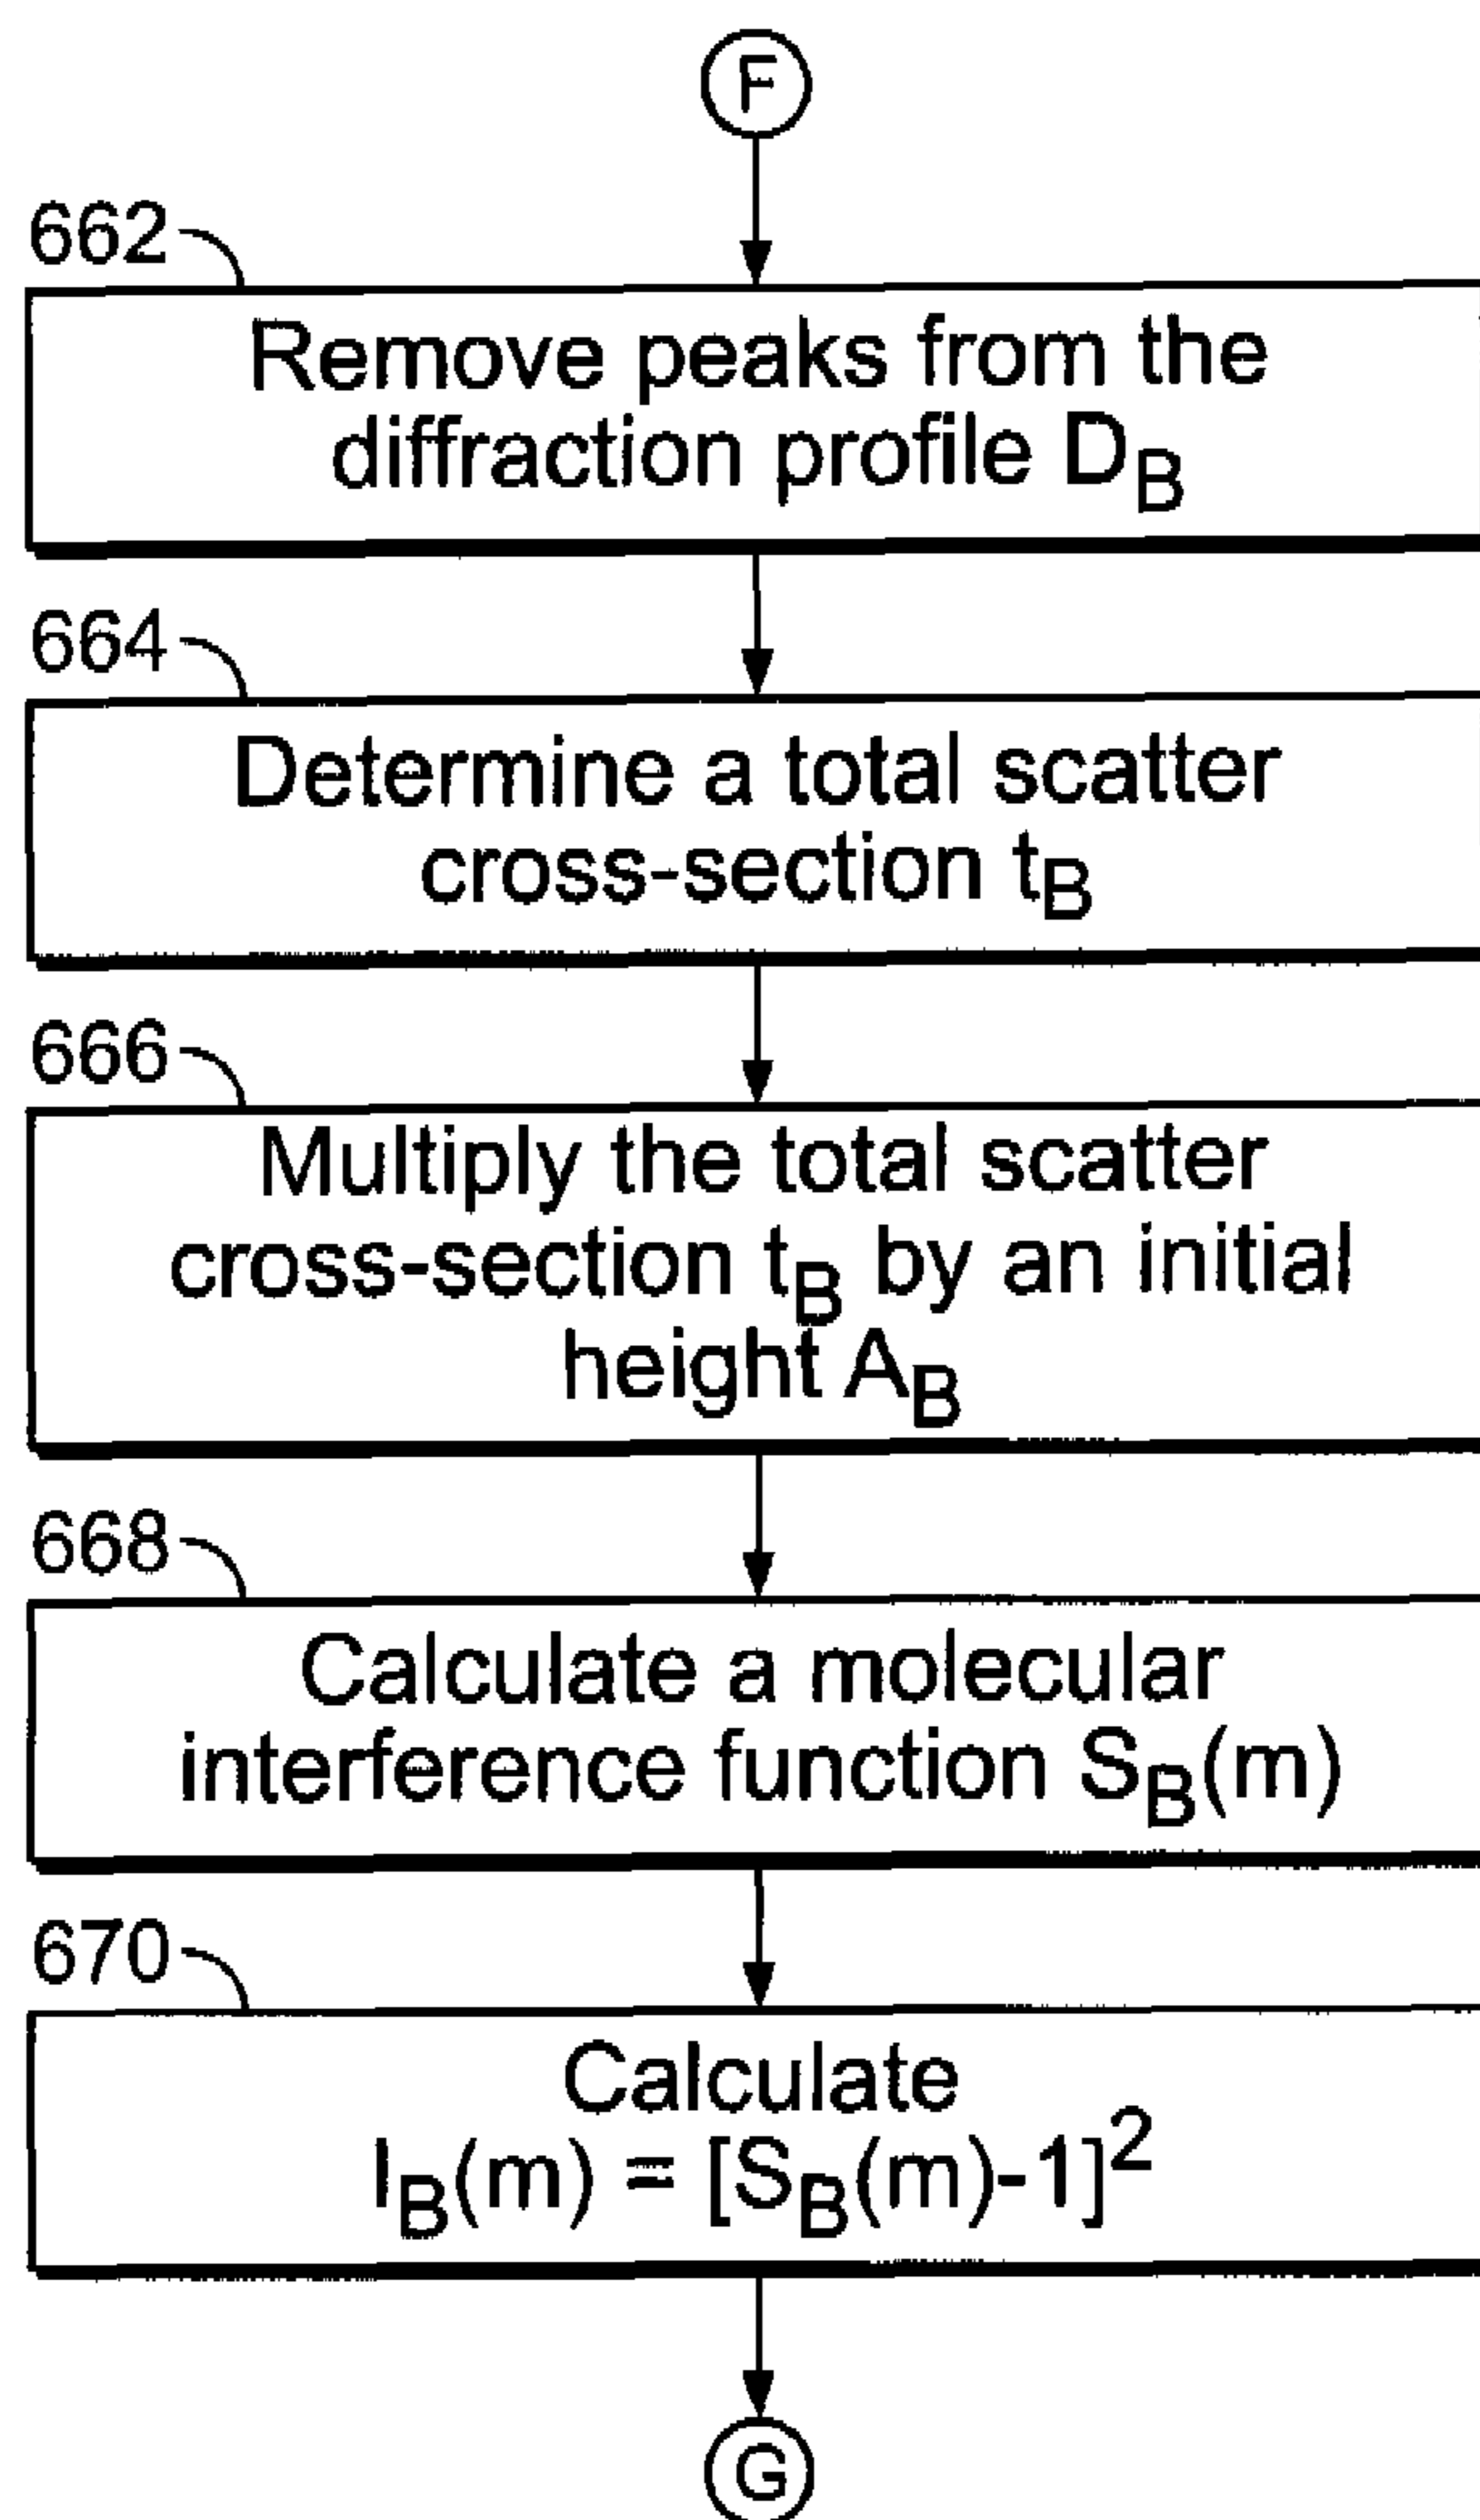 F
662
Remove peaks from the
diffraction profile D_B
664
Determine a total scatter
cross-section t_B
666
Multiply the total scatter
cross-section t_B by an initial
height A_B
668
Calculate a molecular
interference function S_B(m)
670
Calculate
I_B(m) = [S_B(m)-1]^2
G